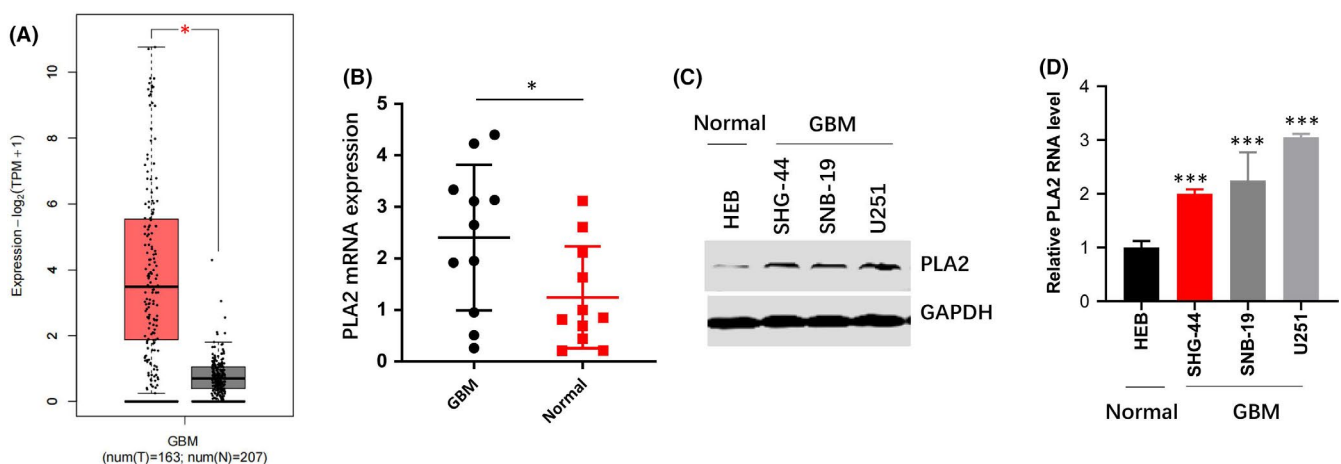 (A)
*
Expression − log₂(TPM + 1)
10
8
6
4
2
0
GBM
(num(T)=163; num(N)=207)
(B)
*
PLA2 mRNA expression
5
4
3
2
1
0
GBM
Normal
(C)
Normal
GBM
HEB
SHG-44
SNB-19
U251
PLA2
GAPDH
(D)
Relative PLA2 RNA level
4
3
2
1
0
***
***
***
HEB
SHG-44
SNB-19
U251
Normal
GBM